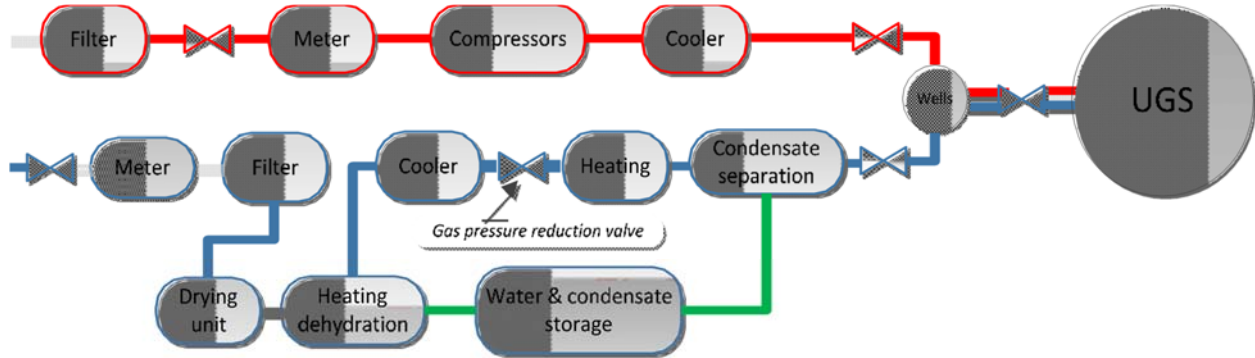 Filter
Meter
Compressors
Cooler
Wells
UGS
Meter
Filter
Cooler
Heating
Condensate
separation
Gas pressure reduction valve
Drying
unit
Heating
dehydration
Water & condensate
storage